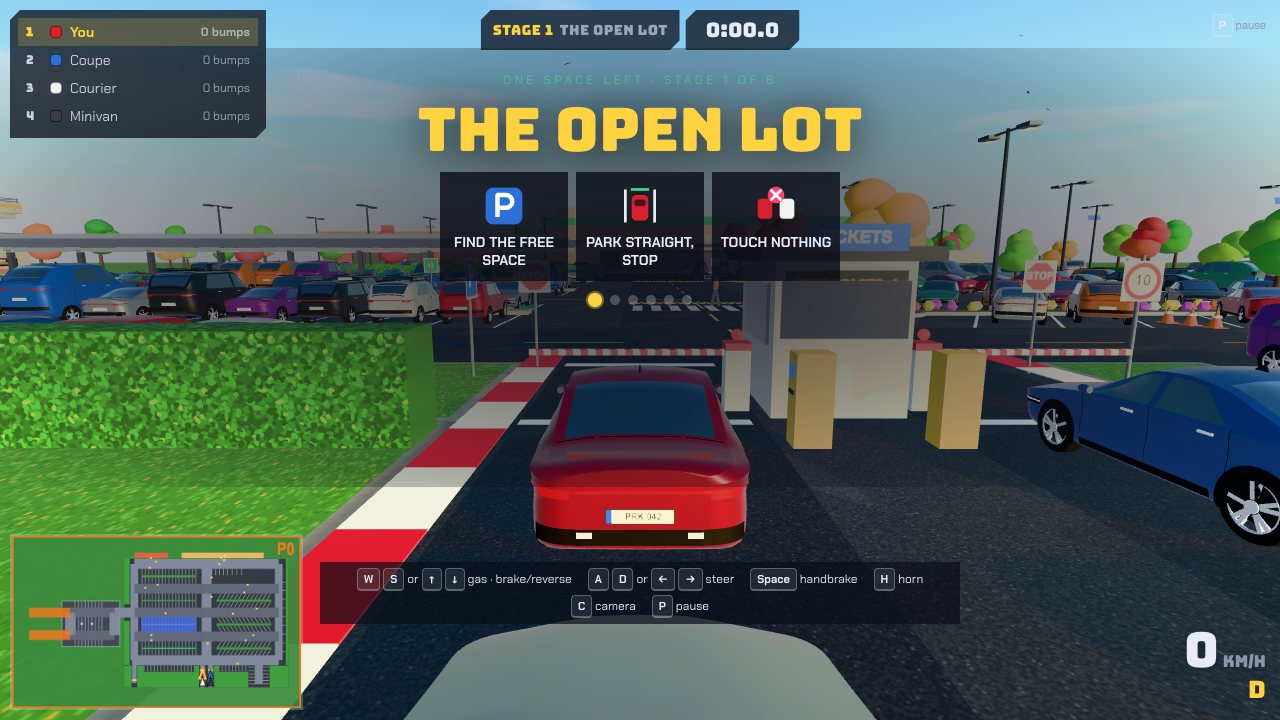 1 You 0 bumps
2 Coupe 0 bumps
3 Courier 0 bumps
4 Minivan 0 bumps
STAGE 1 THE OPEN LOT
0:00.0
P pause
ONE SPACE LEFT · STAGE 1 OF 6
THE OPEN LOT
P
FIND THE FREE
SPACE
PARK STRAIGHT,
STOP
TOUCH NOTHING
CKETS
STOP
10
PRK 042
P0
W S or ↑ ↓ gas · brake/reverse A D or ← → steer Space handbrake H horn
C camera P pause
0 KM/H
D